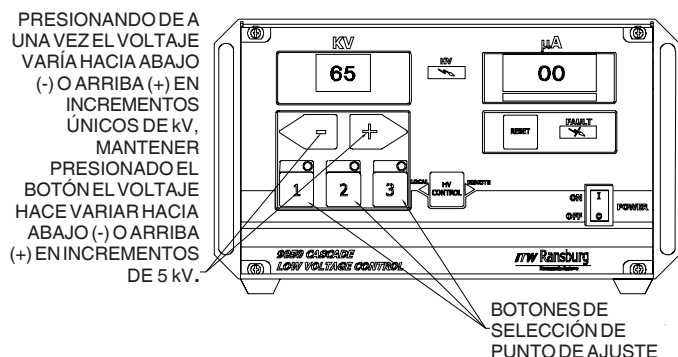 PRESIONANDO DE A
UNA VEZ EL VOLTAJE
VARÍA HACIA ABAJO
(-) O ARRIBA (+) EN
INCREMENTOS
ÚNICOS DE kV,
MANTENER
PRESIONADO EL
BOTÓN EL VOLTAJE
HACE VARIAR HACIA
ABAJO (-) O ARRIBA
(+) EN INCREMENTOS
DE 5 kV.
KV
65
KV
µA
00
- +
RESET
FAULT
1 2 3
LOCAL
HV
CONTROL
REMOTE
ON I
OFF O
POWER
9050 CASCADE
LOW VOLTAGE CONTROL
ITW Ransburg
BOTONES DE
SELECCIÓN DE
PUNTO DE AJUSTE